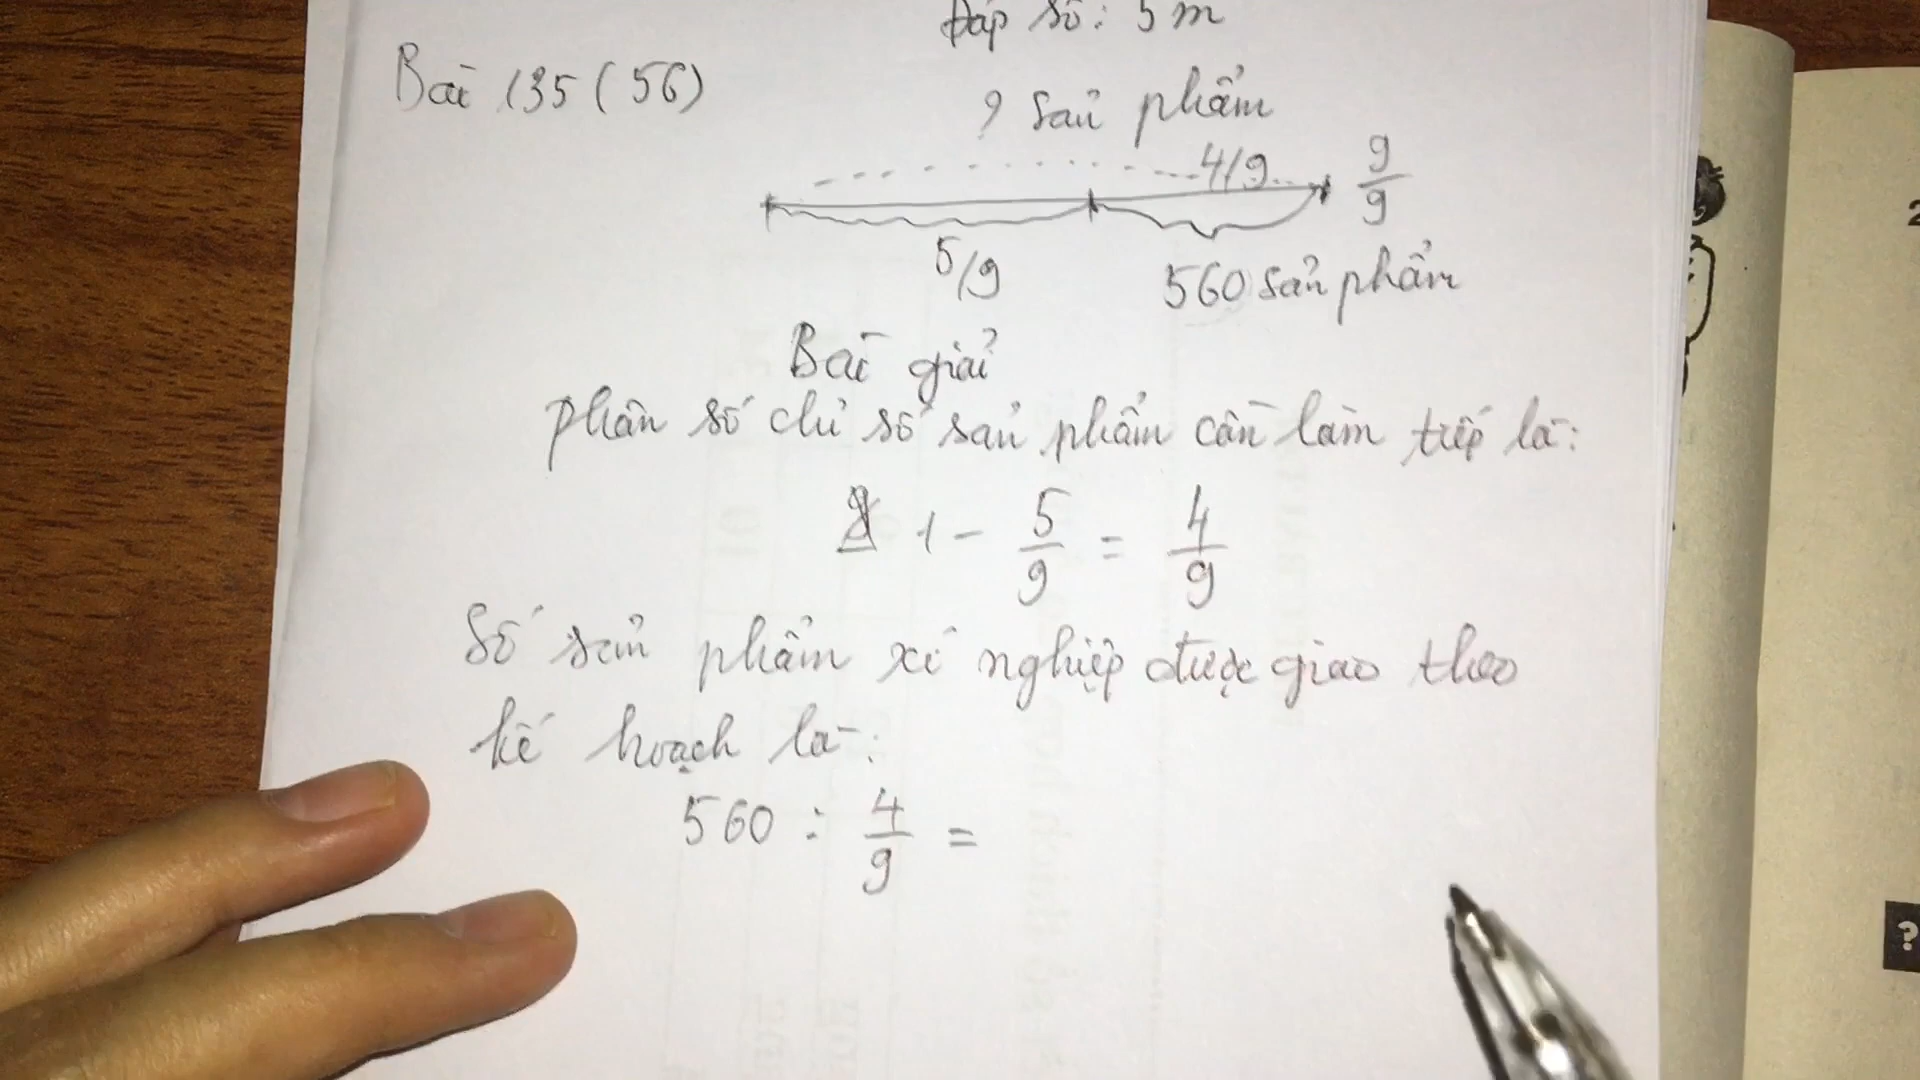 Đáp số: 5 m
Bài 135 (56)
? sản phẩm
4/9
9/9
5/9
560 sản phẩm
Bài giải
phân số chỉ số sản phẩm cần làm tiếp là:
1 - 5/9 = 4/9
Số sản phẩm xí nghiệp được giao theo
kế hoạch là:
560 : 4/9 =
2
?